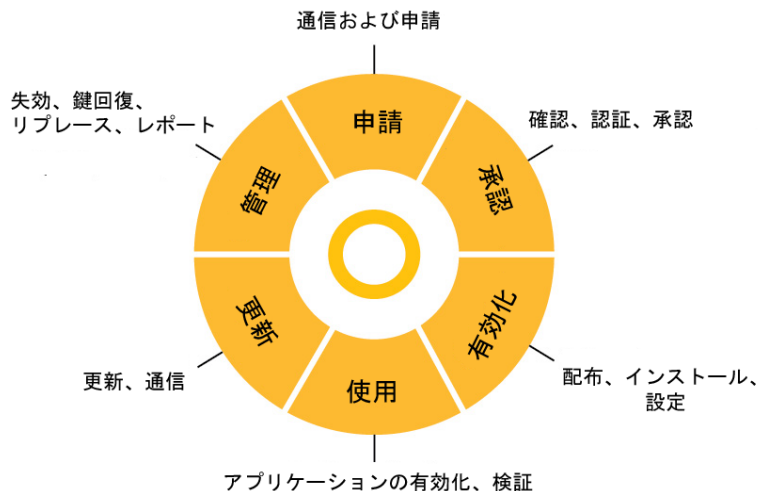 通信および申請
申請
確認、認証、承認
承認
有効化
配布、インストール、
設定
使用
アプリケーションの有効化、検証
更新
更新、通信
管理
失効、鍵回復、
リプレース、レポート